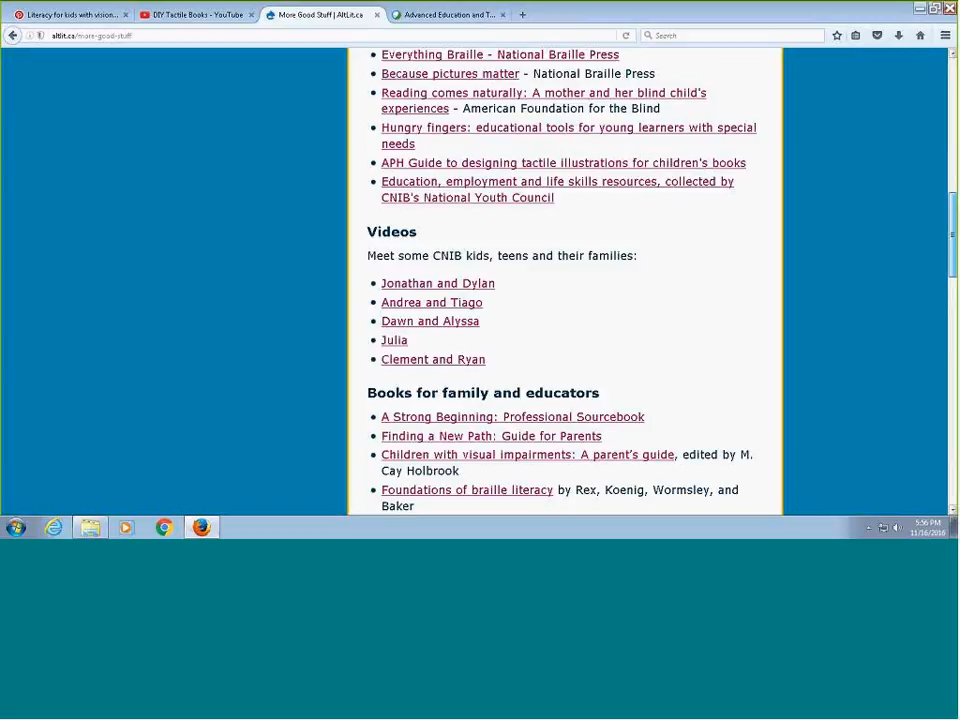 Literacy for kids with vision...
DIY Tactile Books - YouTube
More Good Stuff | AltLit.ca
Advanced Education and T...
altlit.ca/more-good-stuff
Search
Everything Braille - National Braille Press
Because pictures matter - National Braille Press
Reading comes naturally: A mother and her blind child's
experiences - American Foundation for the Blind
Hungry fingers: educational tools for young learners with special
needs
APH Guide to designing tactile illustrations for children's books
Education, employment and life skills resources, collected by
CNIB's National Youth Council
Videos
Meet some CNIB kids, teens and their families:
Jonathan and Dylan
Andrea and Tiago
Dawn and Alyssa
Julia
Clement and Ryan
Books for family and educators
A Strong Beginning: Professional Sourcebook
Finding a New Path: Guide for Parents
Children with visual impairments: A parent's guide, edited by M.
Cay Holbrook
Foundations of braille literacy by Rex, Koenig, Wormsley, and
Baker
5:56 PM
11/16/2016